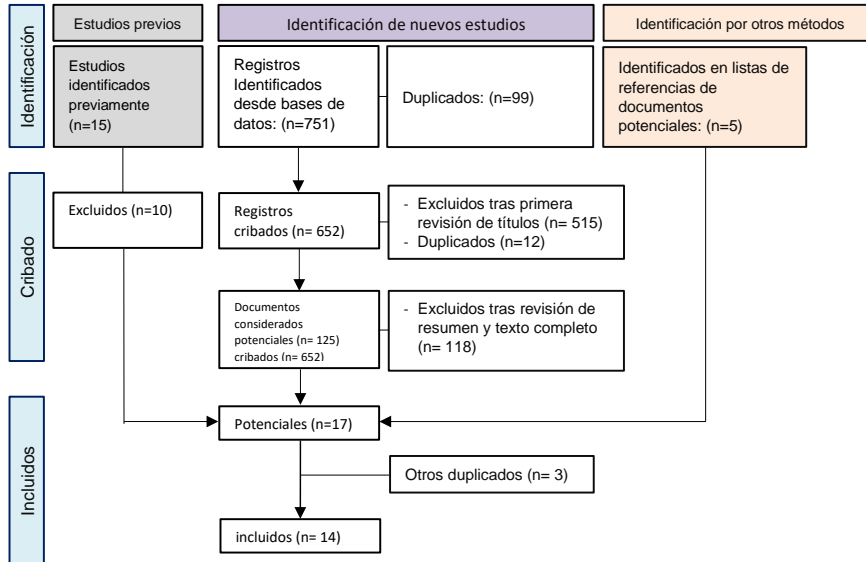 Estudios previos
Identificación de nuevos estudios
Identificación por otros métodos
Identificación
Estudios
identificados
previamente
(n=15)
Registros
Identificados
desde bases de
datos: (n=751)
Duplicados: (n=99)
Identificados en listas de
referencias de
documentos
potenciales: (n=5)
Cribado
Excluidos (n=10)
Registros
cribados (n= 652)
- Excluidos tras primera
revisión de títulos (n= 515)
- Duplicados (n=12)
Documentos
considerados
potenciales (n= 125)
cribados (n= 652)
- Excluidos tras revisión de
resumen y texto completo
(n= 118)
Incluidos
Potenciales (n=17)
Otros duplicados (n= 3)
incluidos (n= 14)